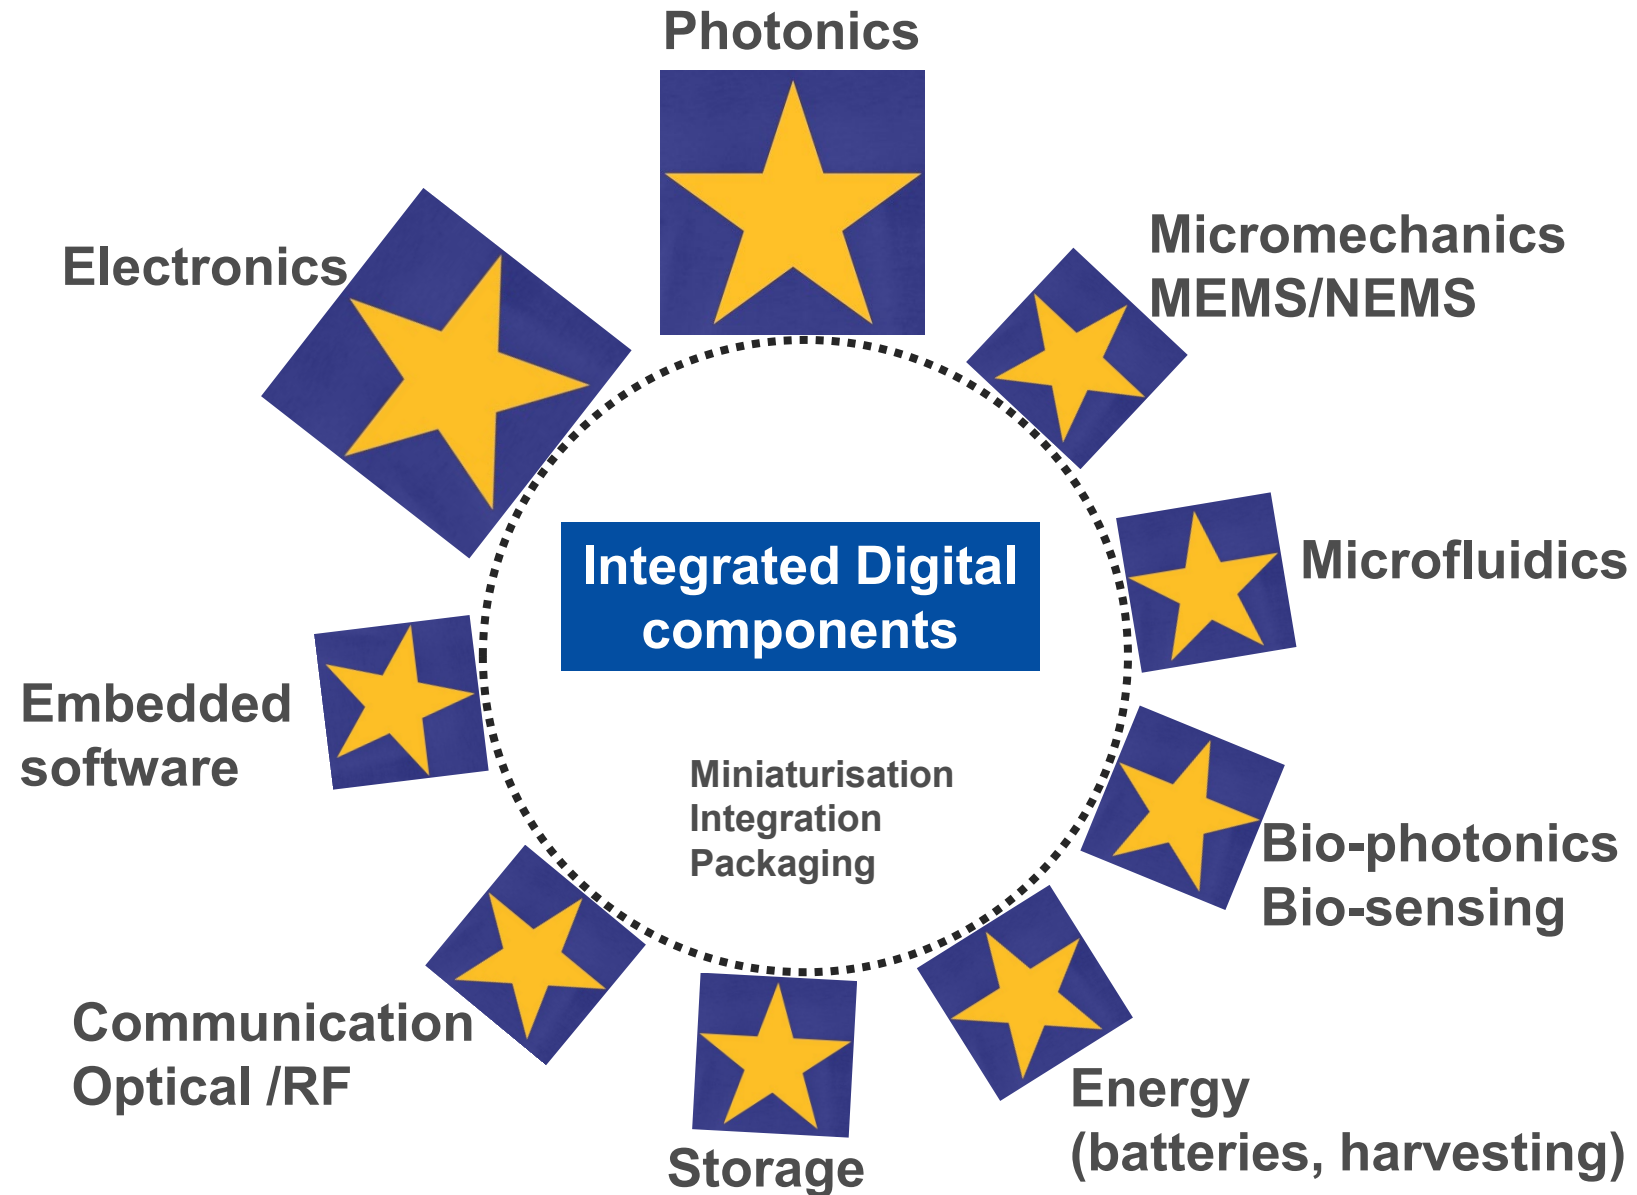 Photonics
Electronics
Micromechanics
MEMS/NEMS
Integrated Digital
components
Microfluidics
Embedded
software
Miniaturisation
Integration
Packaging
Bio-photonics
Bio-sensing
Communication
Optical /RF
Energy
(batteries, harvesting)
Storage